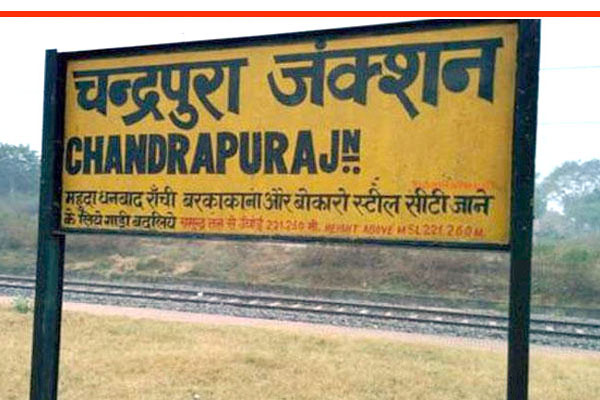 चन्द्रपुरा जंक्शन
CHANDRAPURA JN
महुदा धनबाद राँची बरकाकाना और बोकारो स्टील सीटी जाने
के लिये गाड़ी बदलिये समुन्द्र तल से उँचाई 221.260 मी. HEIGHT ABOVE MSL 221.260 M.